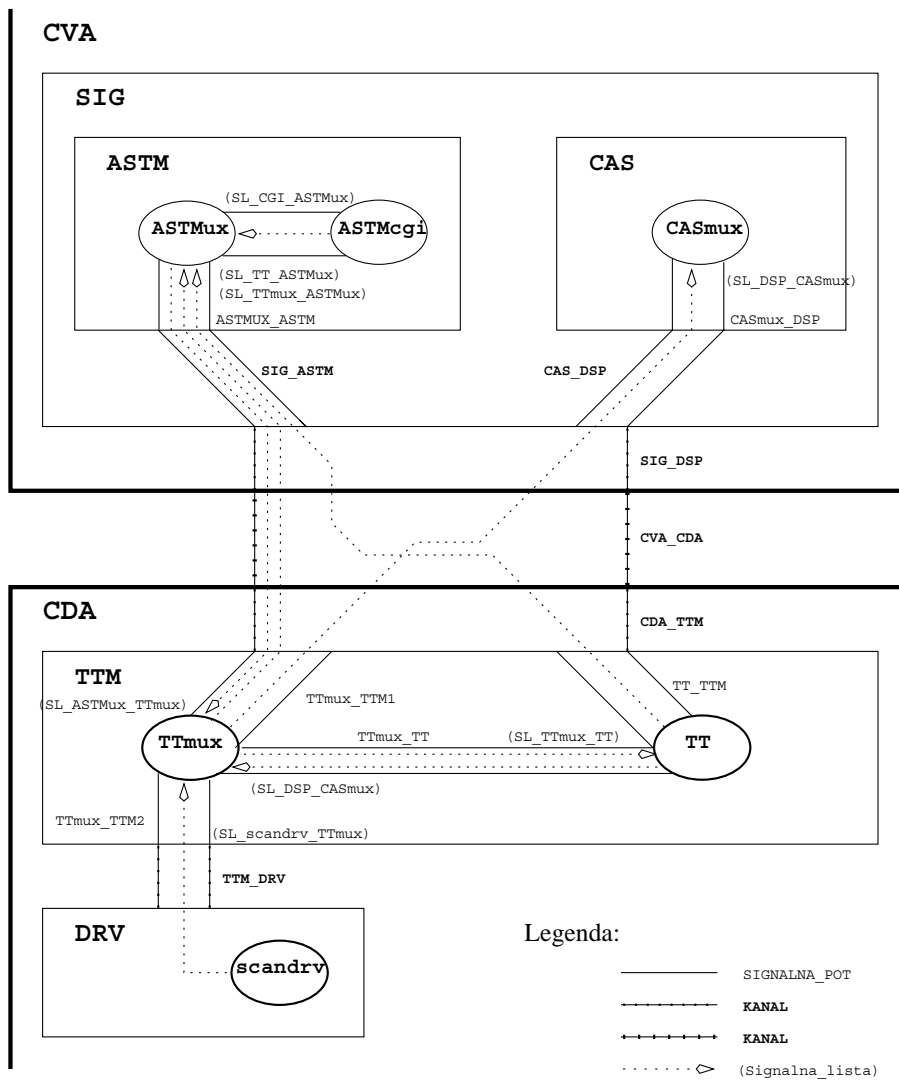 CVA
SIG
ASTM
CAS
(SL_CGI_ASTMux)
ASTMux
ASTMcgi
CASmux
(SL_TT_ASTMux)
(SL_DSP_CASmux)
(SL_TTmux_ASTMux)
ASTMUX_ASTM
CASmux_DSP
SIG_ASTM
CAS_DSP
SIG_DSP
CVA_CDA
CDA
CDA_TTM
TTM
TT_TTM
(SL_ASTMux_TTmux)
TTmux_TTM1
TTmux
TTmux_TT
(SL_TTmux_TT)
TT
(SL_DSP_CASmux)
TTmux_TTM2
(SL_scandrv_TTmux)
TTM_DRV
DRV
scandrv
Legenda:
SIGNALNA_POT
KANAL
KANAL
(Signalna_lista)